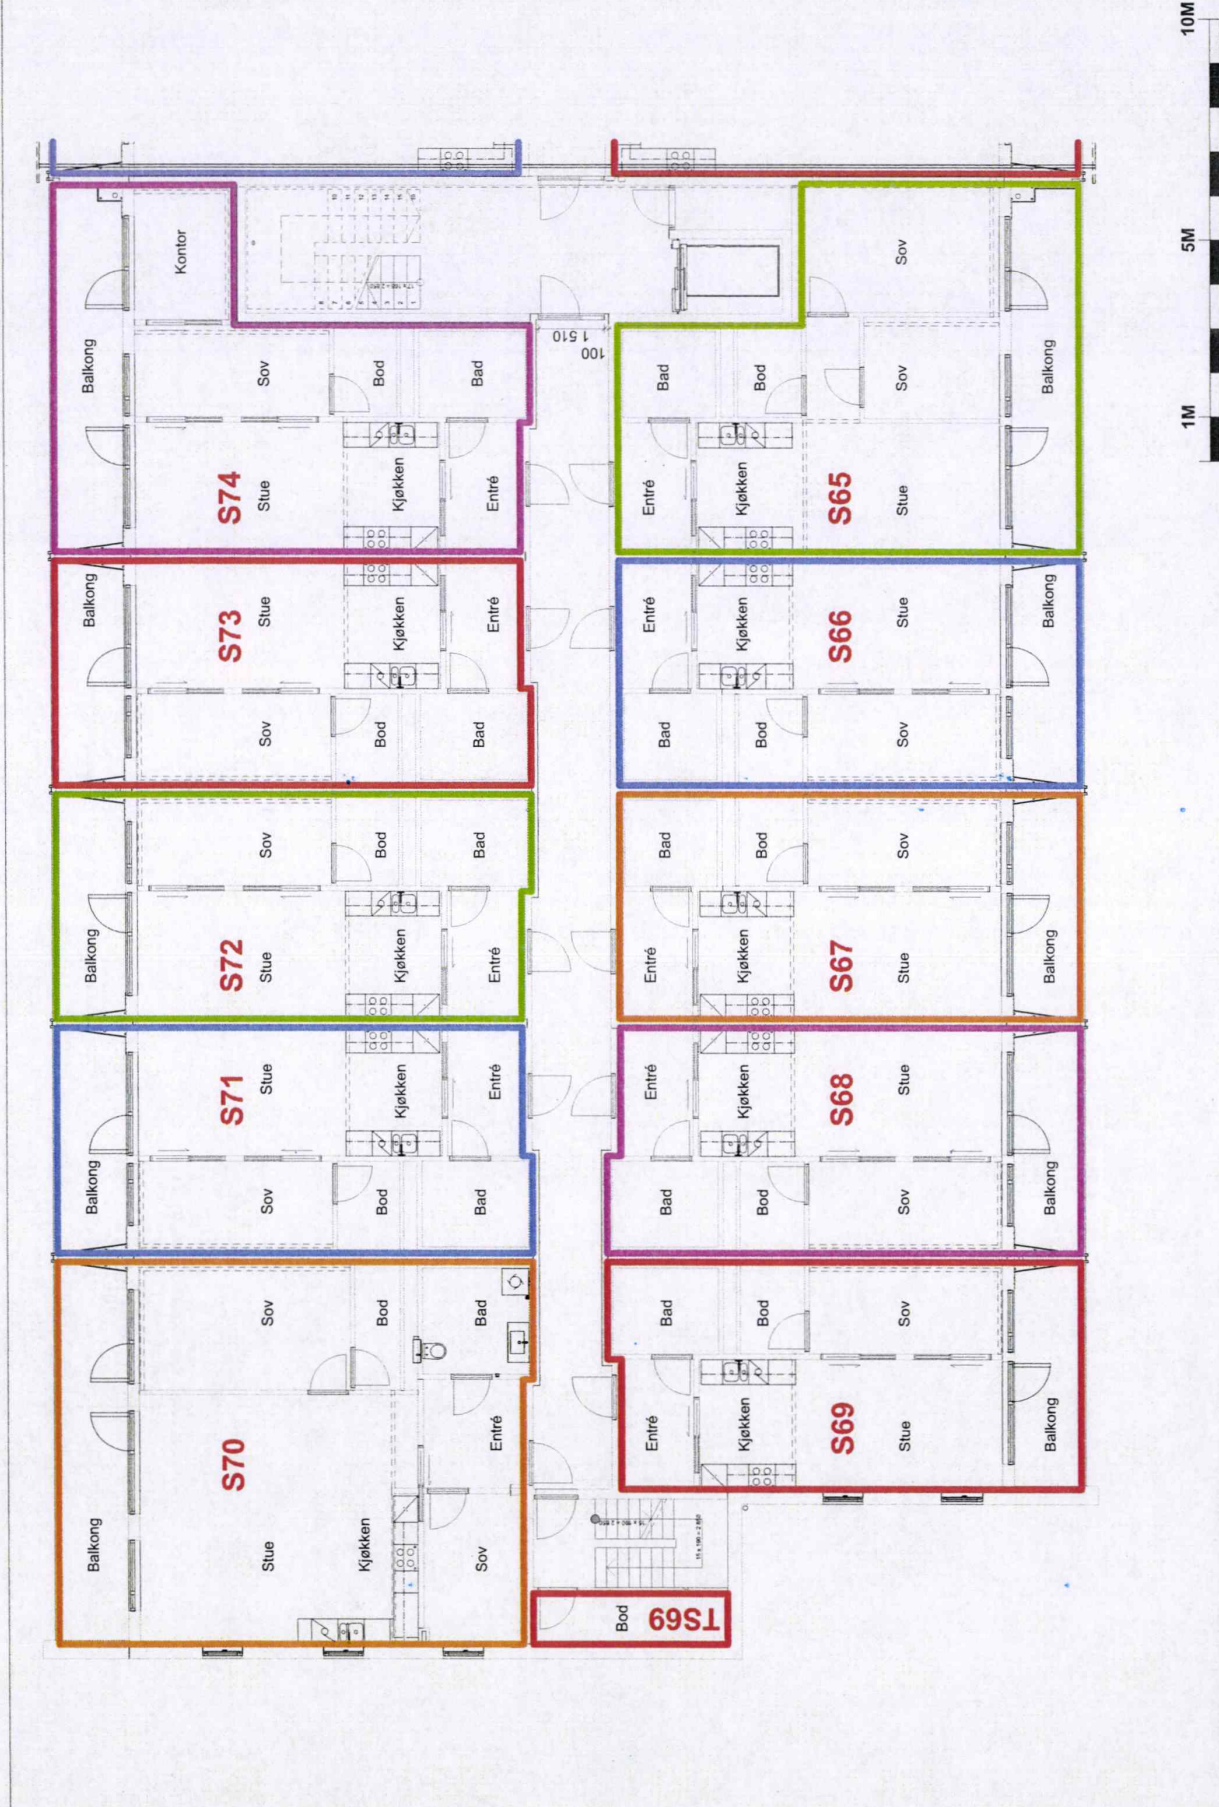 10M
5M
1M
Kontor
Balkong
Sov
Bod
Bad
S74
Stue
Kjøkken
Entré
1 510
100
Bad
Bod
Sov
Sov
Balkong
Entré
Kjøkken
S65
Stue
Balkong
S73
Stue
Kjøkken
Entré
Sov
Bod
Bad
Entré
Kjøkken
S66
Stue
Balkong
Bad
Bod
Sov
Sov
Bod
Bad
Balkong
S72
Stue
Kjøkken
Entré
Bad
Bod
Sov
Entré
Kjøkken
S67
Stue
Balkong
S71
Stue
Kjøkken
Entré
Balkong
Sov
Bod
Bad
Entré
Kjøkken
S68
Stue
Bad
Bod
Sov
Balkong
Sov
Bod
Bad
S70
Entré
Balkong
Stue
Kjøkken
Sov
Bad
Bod
Sov
Entré
Kjøkken
S69
Stue
Balkong
Bod
TS69